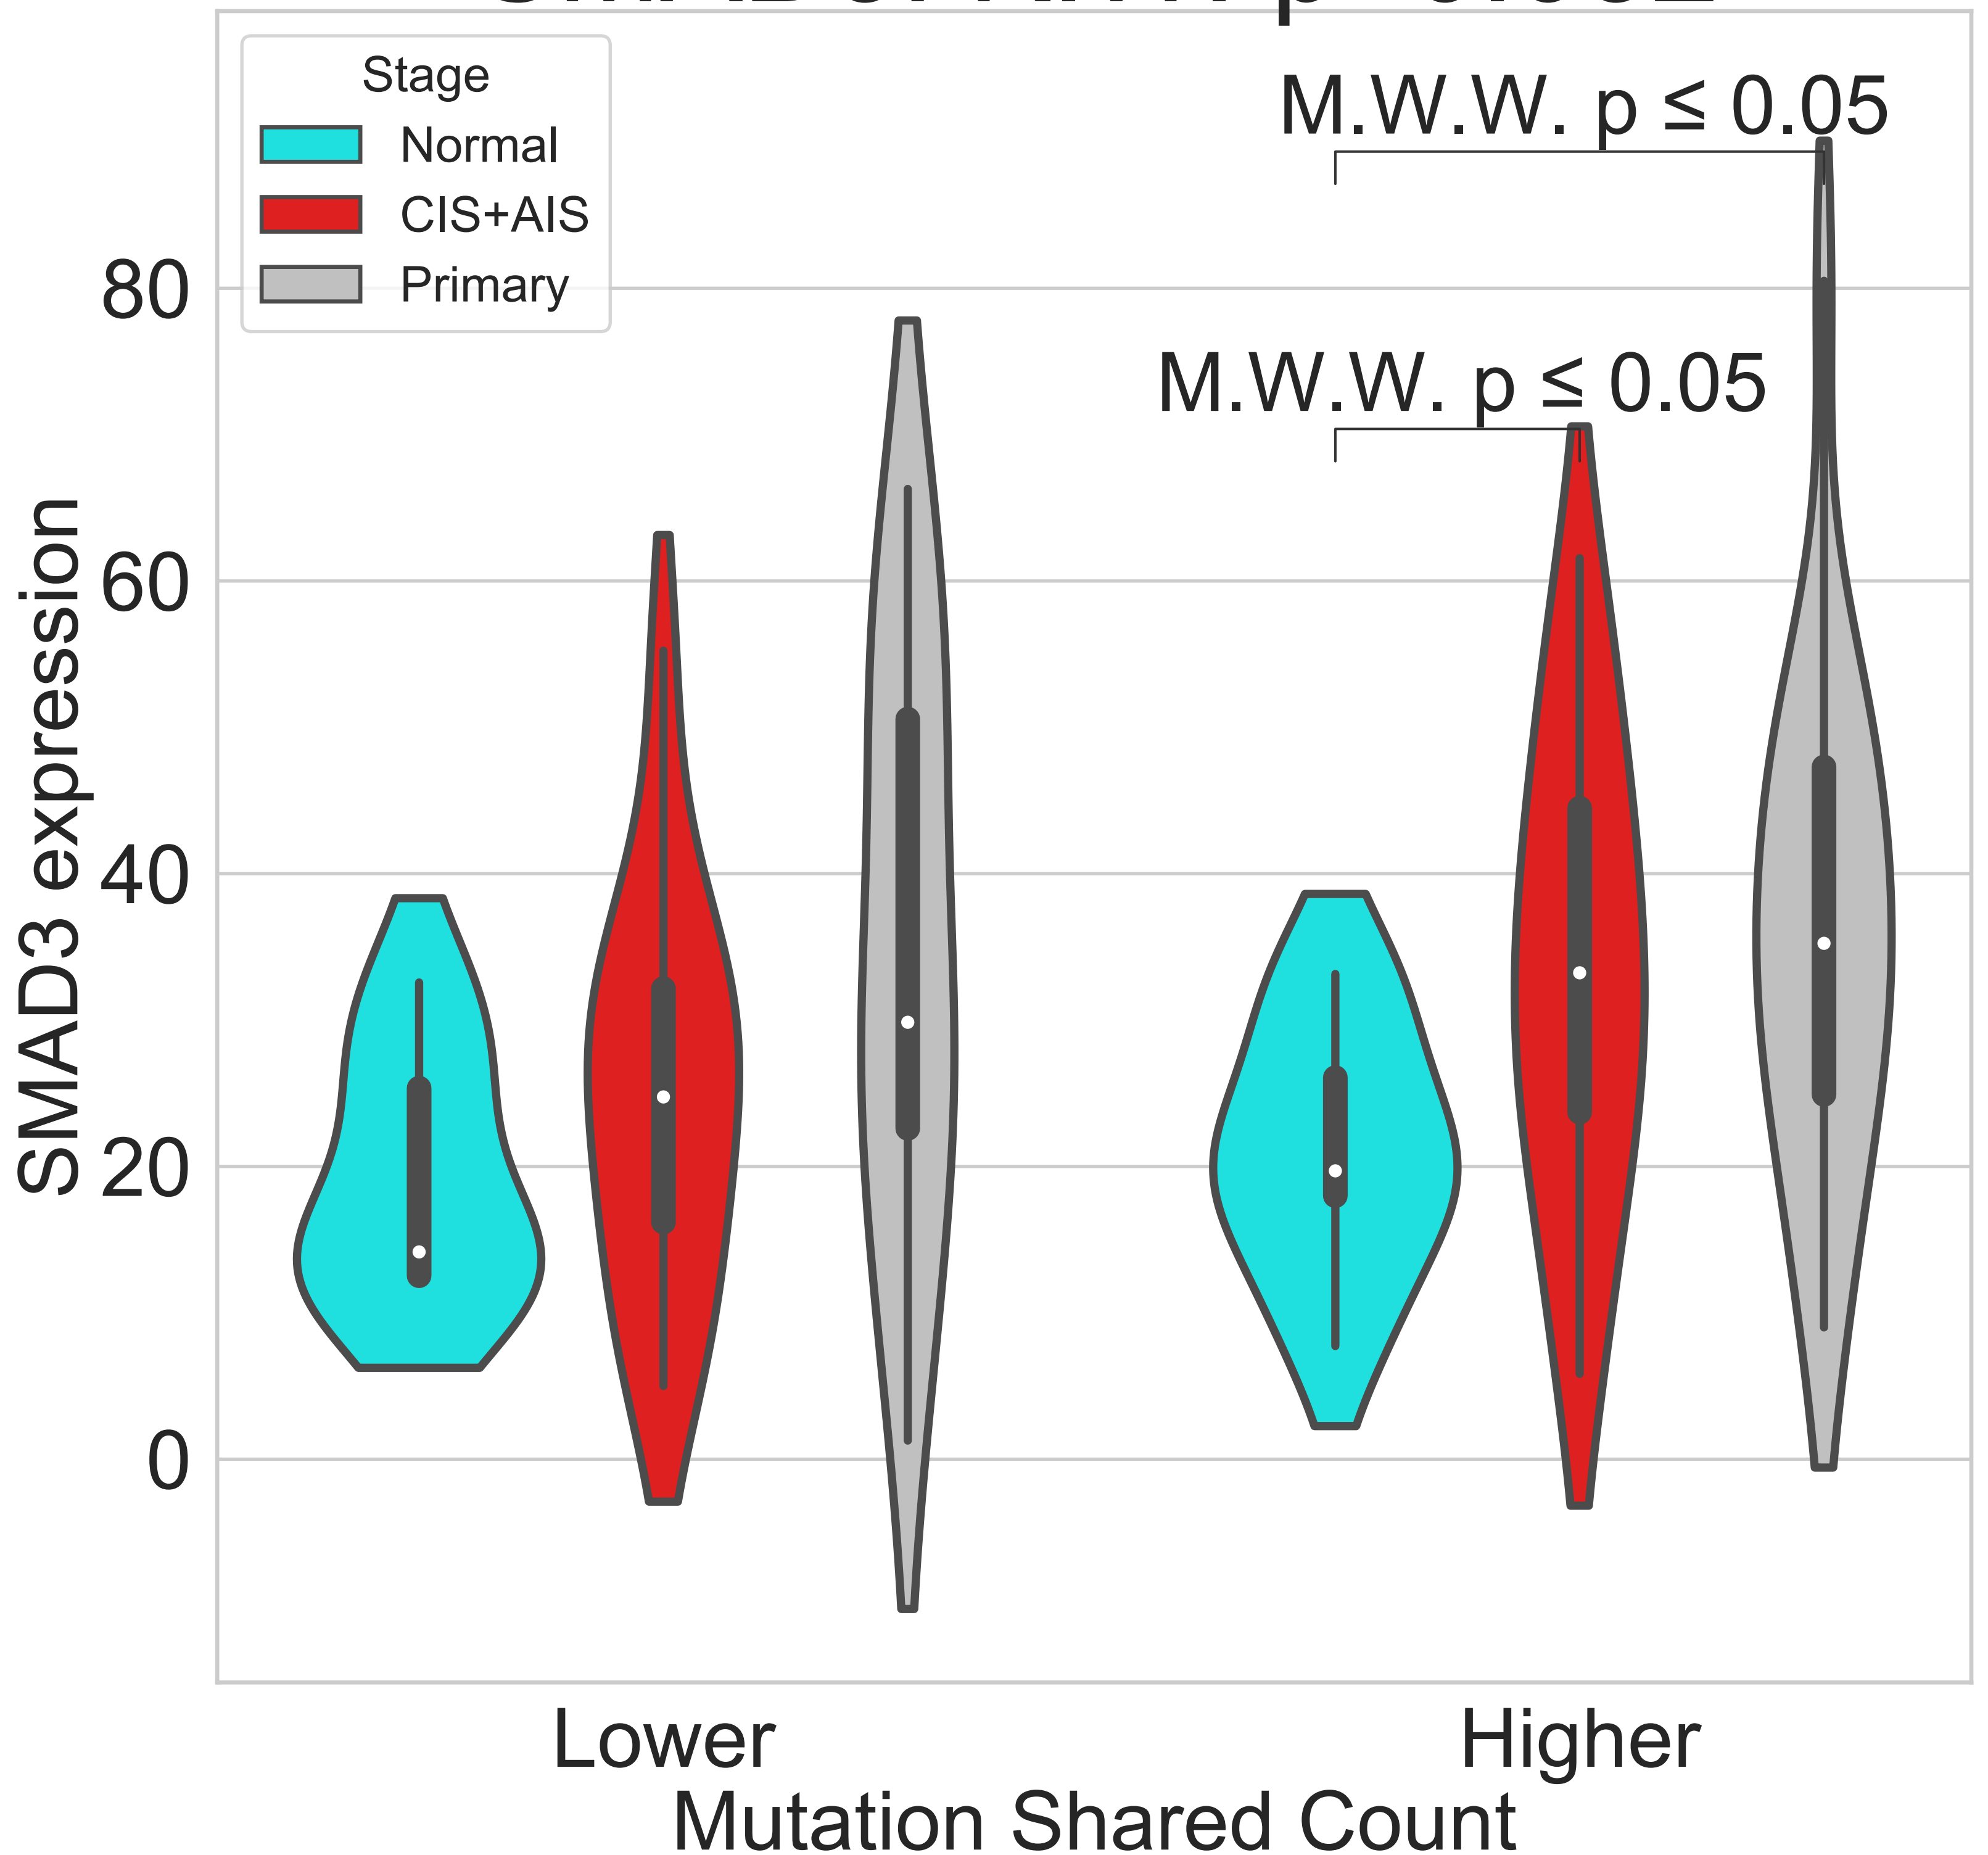 Stage
Normal
CIS+AIS
Primary
M.W.W. p ≤ 0.05
M.W.W. p ≤ 0.05
80
60
40
20
0
SMAD3 expression
Lower
Higher
Mutation Shared Count